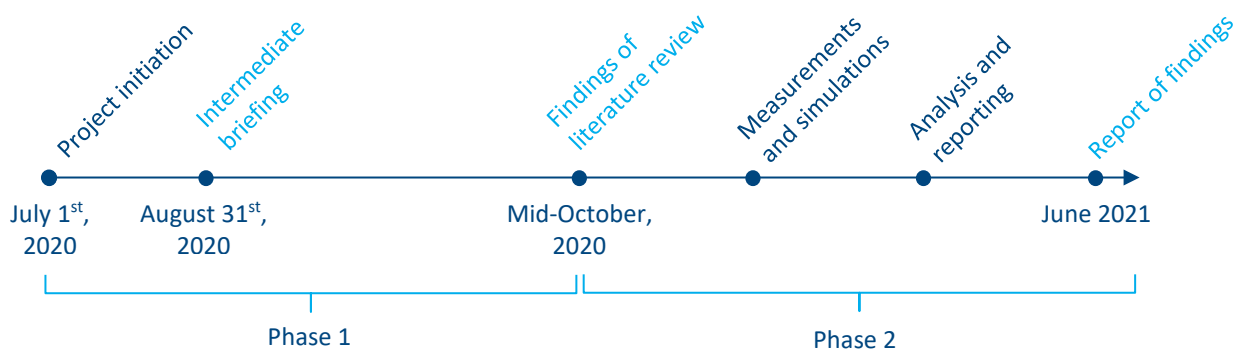 Project initiation
Intermediate
briefing
Findings of
literature review
Measurements
and simulations
Analysis and
reporting
Report of findings
July 1st,
2020
August 31st,
2020
Mid-October,
2020
June 2021
Phase 1
Phase 2